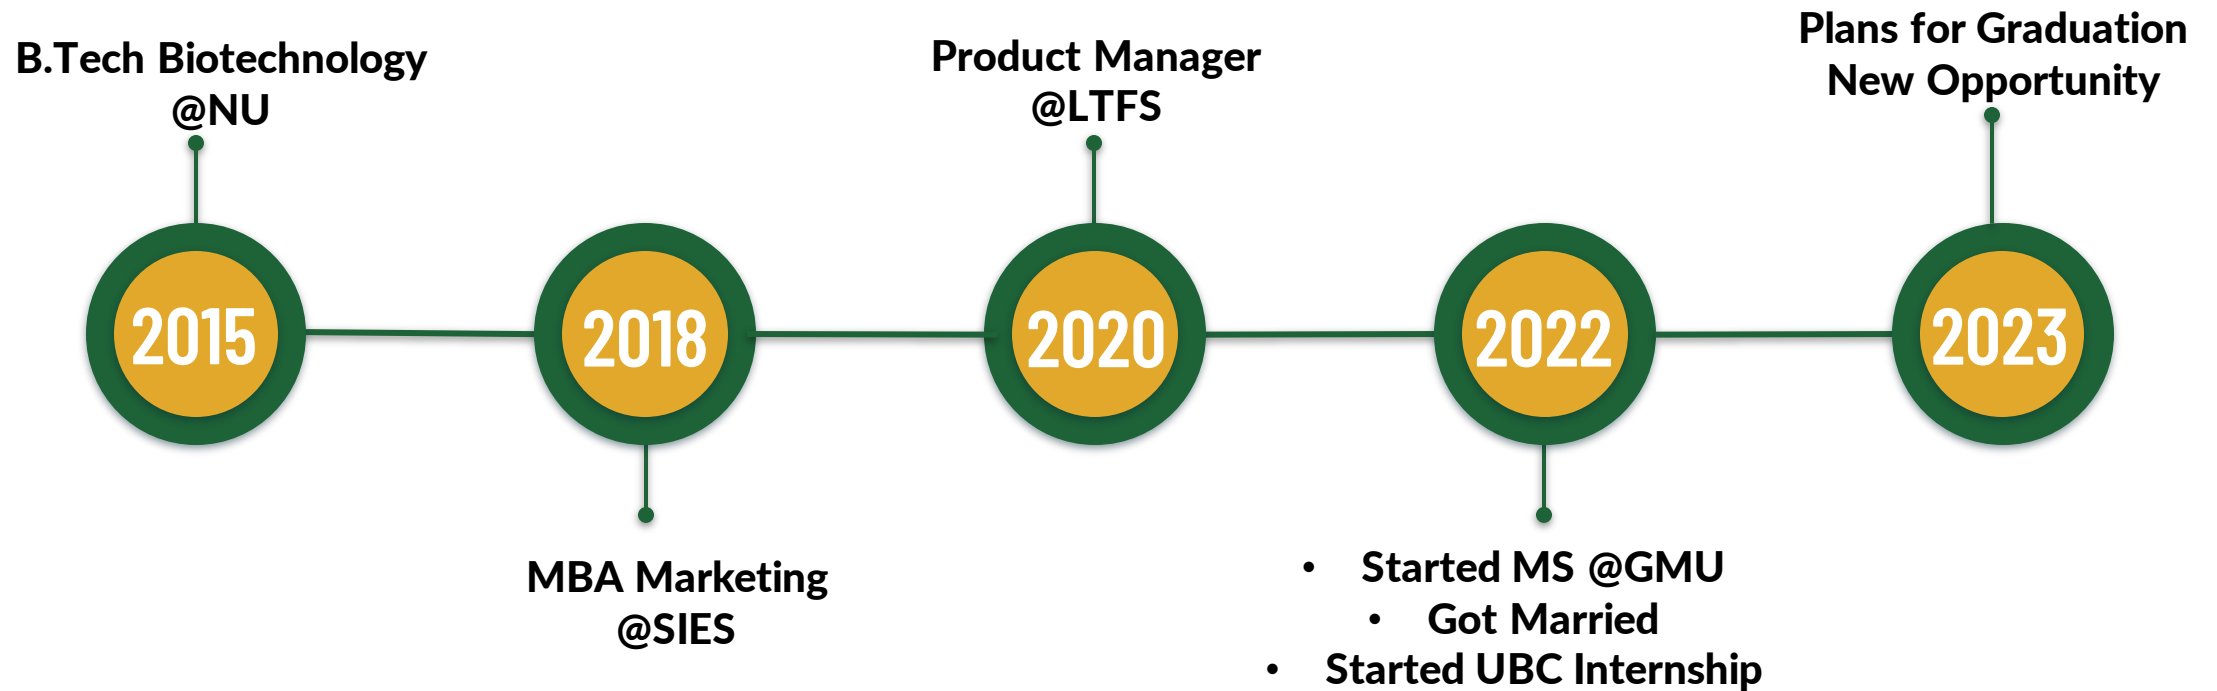 B.Tech Biotechnology
@NU
Product Manager
@LTFS
Plans for Graduation
New Opportunity
2015
2018
2020
2022
2023
MBA Marketing
@SIES
• Started MS @GMU
• Got Married
• Started UBC Internship